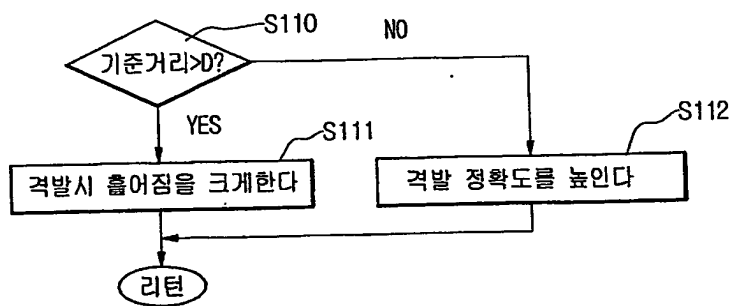 S110
NO
기준거리>D?
YES
S111
S112
격발시 흩어짐을 크게한다
격발 정확도를 높인다
리턴